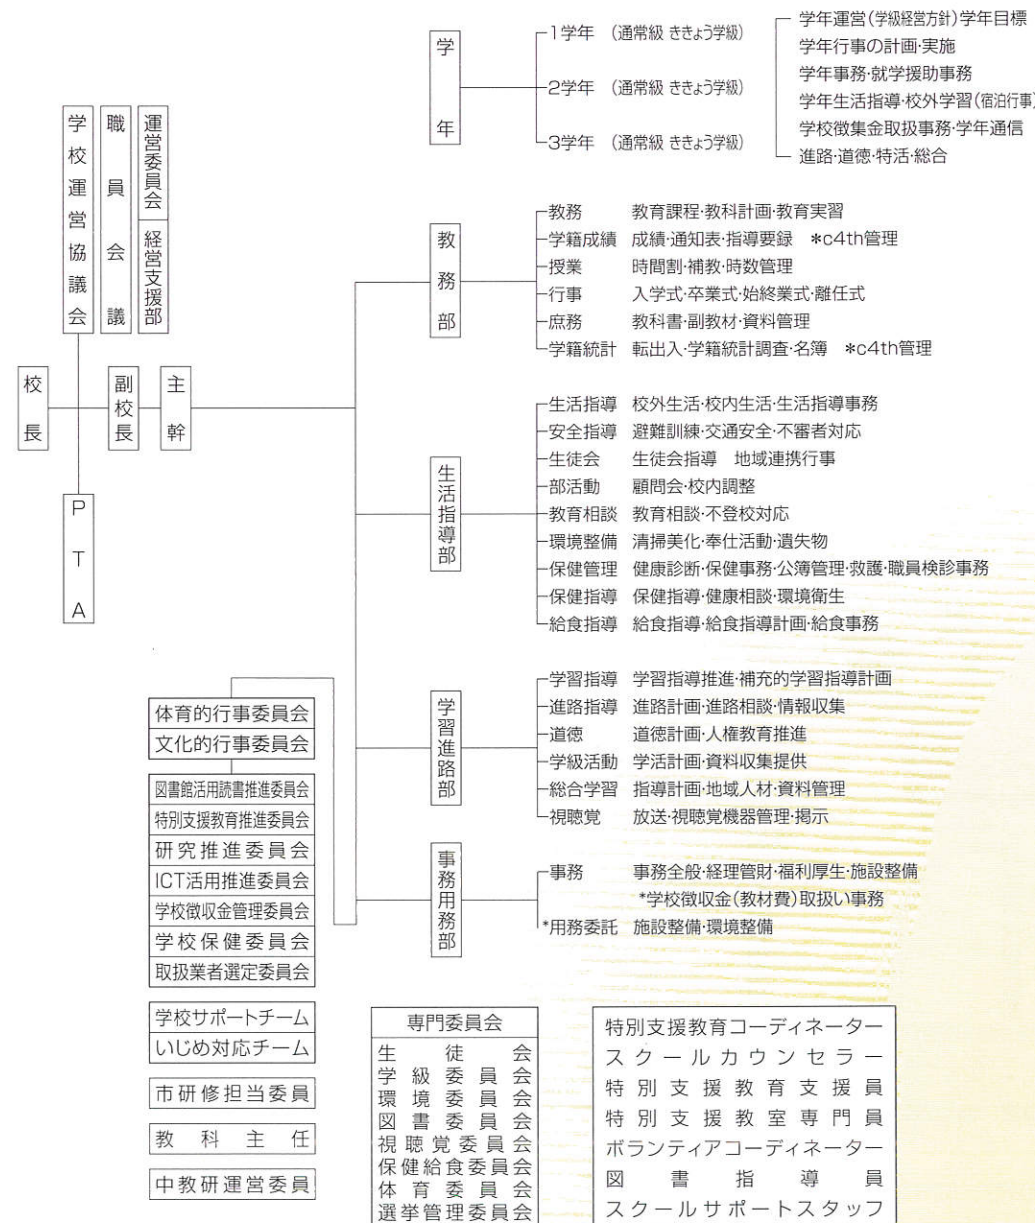 学年
1学年 (通常級 ききょう学級)
2学年 (通常級 ききょう学級)
3学年 (通常級 ききょう学級)
学年運営(学級経営方針)学年目標
学年行事の計画・実施
学年事務・就学援助事務
学年生活指導・校外学習(宿泊行事)
学校徴集金取扱事務・学年通信
進路・道徳・特活・総合
学校運営協議会
職員会議
運営委員会
経営支援部
校長
副校長
主幹
PTA
教務部
教務 教育課程・教科計画・教育実習
学籍成績 成績・通知表・指導要録 *c4th管理
授業 時間割・補教・時数管理
行事 入学式・卒業式・始終業式・離任式
庶務 教科書・副教材・資料管理
学籍統計 転出入・学籍統計調査・名簿 *c4th管理
生活指導部
生活指導 校外生活・校内生活・生活指導事務
安全指導 避難訓練・交通安全・不審者対応
生徒会 生徒会指導 地域連携行事
部活動 顧問会・校内調整
教育相談 教育相談・不登校対応
環境整備 清掃美化・奉仕活動・遺失物
保健管理 健康診断・保健事務・公簿管理・救護・職員検診事務
保健指導 保健指導・健康相談・環境衛生
給食指導 給食指導・給食指導計画・給食事務
学習進路部
学習指導 学習指導推進・補充的学習指導計画
進路指導 進路計画・進路相談・情報収集
道徳 道徳計画・人権教育推進
学級活動 学活計画・資料収集提供
総合学習 指導計画・地域人材・資料管理
視聴覚 放送・視聴覚機器管理・掲示
事務用務部
事務 事務全般・経理管財・福利厚生・施設整備
*学校徴収金(教材費)取扱い事務
*用務委託 施設整備・環境整備
体育的行事委員会
文化的行事委員会
図書館活用読書推進委員会
特別支援教育推進委員会
研究推進委員会
ICT活用推進委員会
学校徴収金管理委員会
学校保健委員会
取扱業者選定委員会
学校サポートチーム
いじめ対応チーム
市研修担当委員
教科主任
中教研運営委員
専門委員会
生徒会
学級委員会
環境委員会
図書委員会
視聴覚委員会
保健給食委員会
体育委員会
選挙管理委員会
特別支援教育コーディネーター
スクールカウンセラー
特別支援教育支援員
特別支援教室専門員
ボランティアコーディネーター
図書指導員
スクールサポートスタッフ